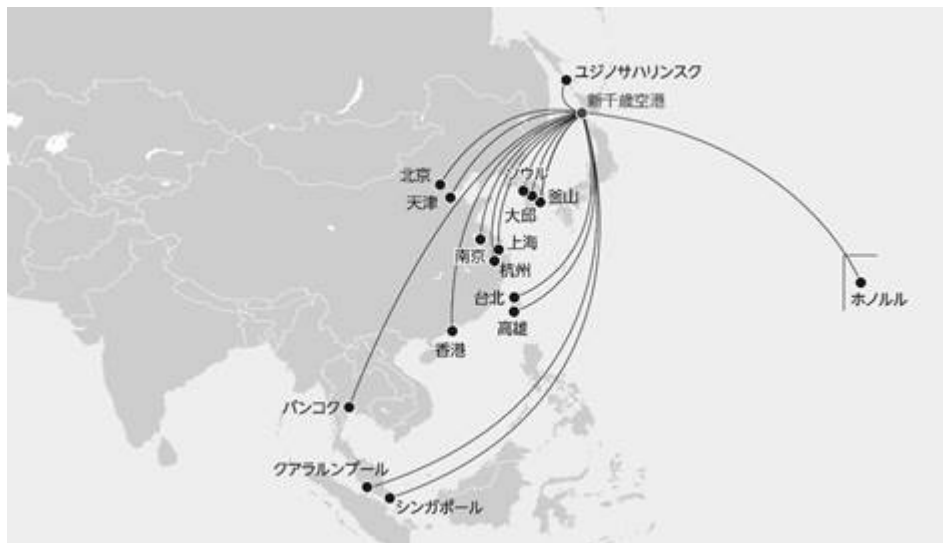 ユジノサハリンスク
新千歳空港
北京
天津
ソウル
釜山
大邱
南京
上海
杭州
台北
高雄
香港
ホノルル
バンコク
クアラルンプール
シンガポール